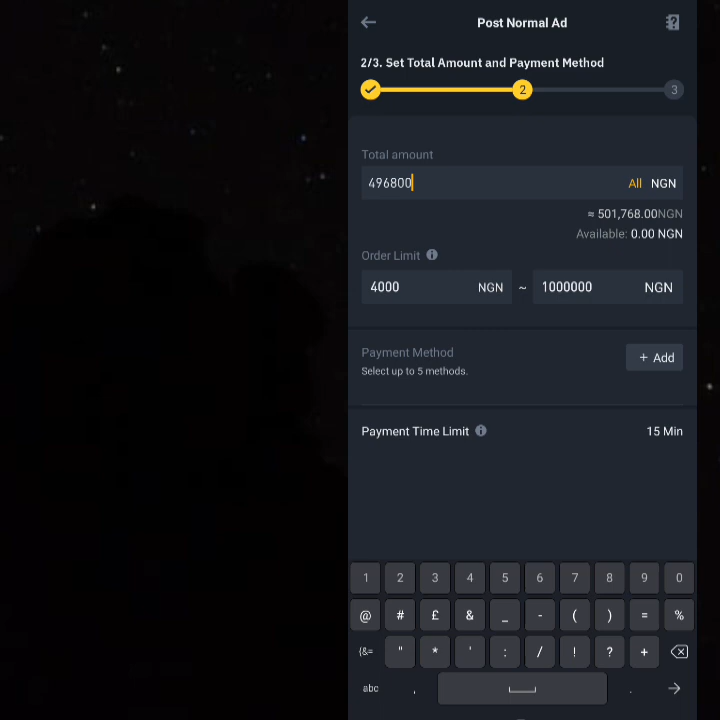 Post Normal Ad
2/3. Set Total Amount and Payment Method
2 3
Total amount
496800 All NGN
≈ 501,768.00NGN
Available: 0.00 NGN
Order Limit
4000 NGN ~ 1000000 NGN
Payment Method + Add
Select up to 5 methods.
Payment Time Limit 15 Min
1 2 3 4 5 6 7 8 9 0
@ # £ & _ - ( ) = %
{&= " * ' : / ! ? +
abc , .